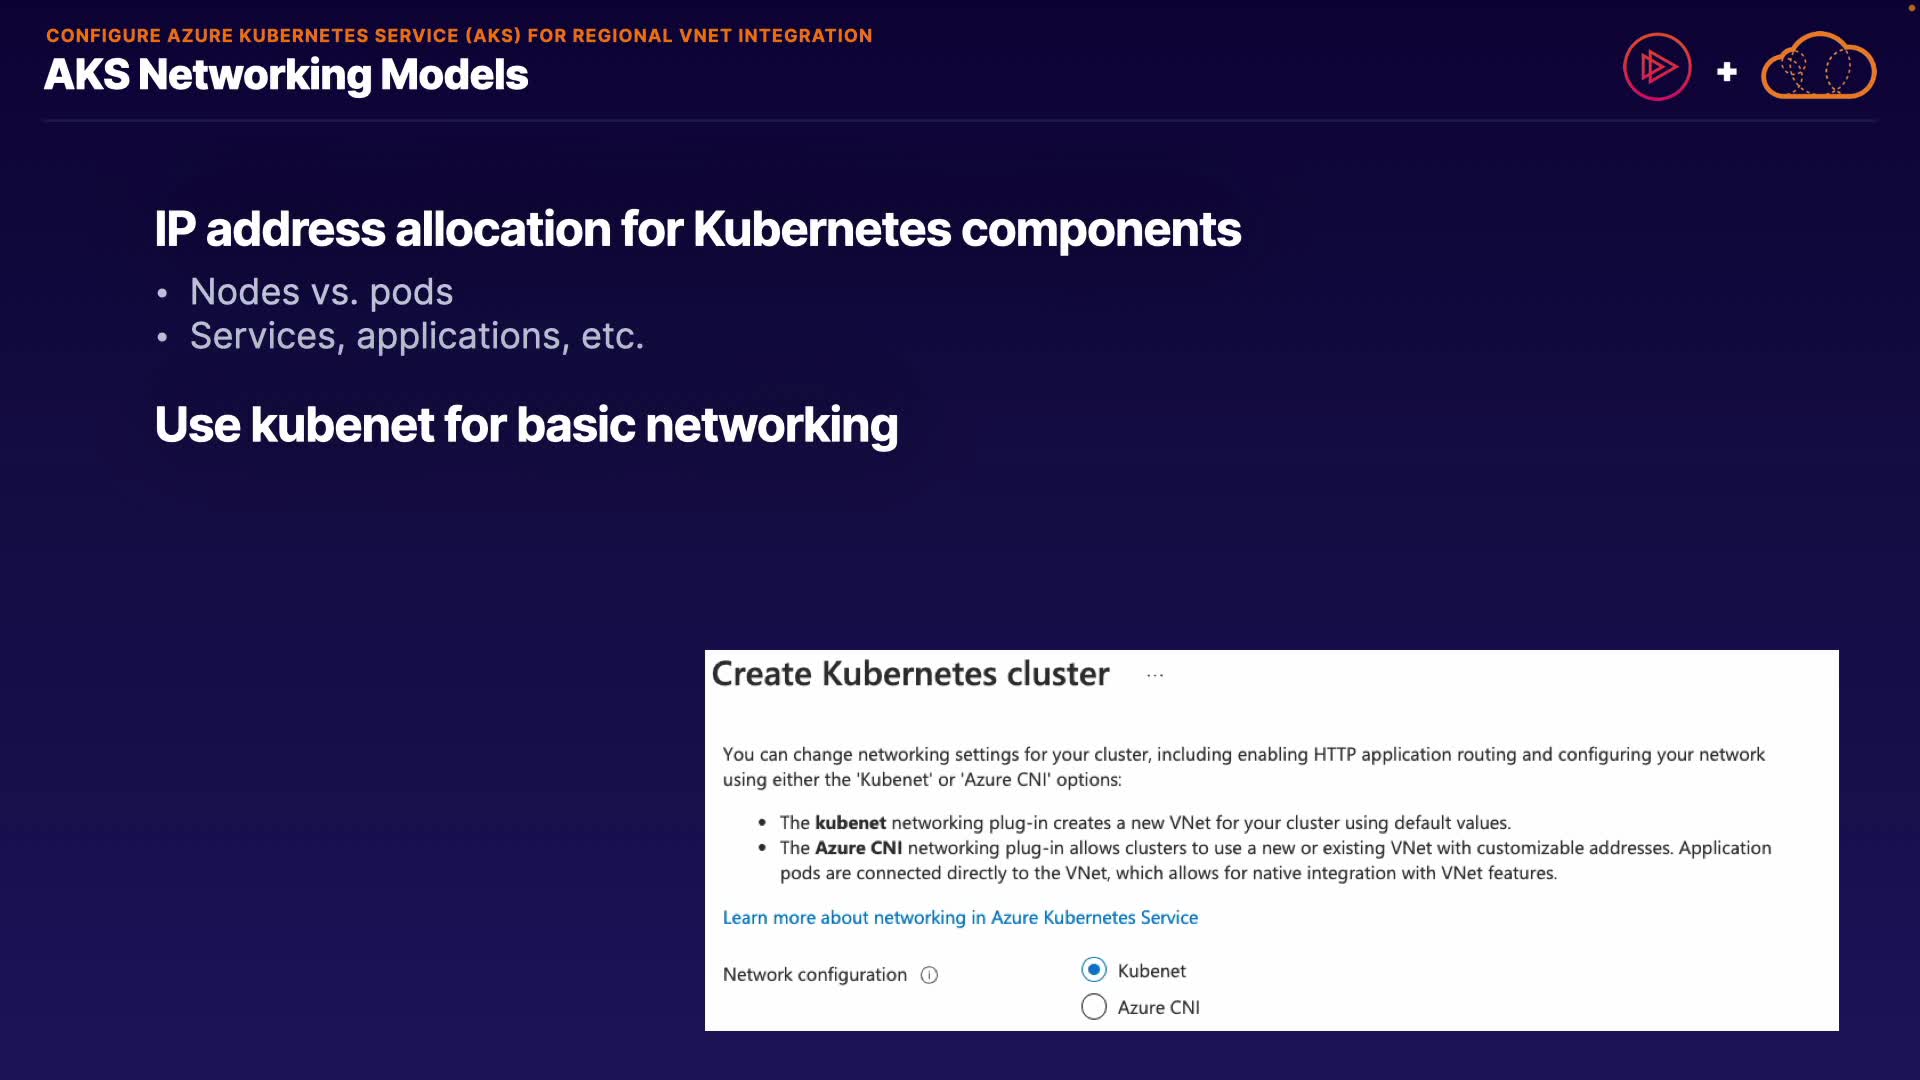 CONFIGURE AZURE KUBERNETES SERVICE (AKS) FOR REGIONAL VNET INTEGRATION
AKS Networking Models
IP address allocation for Kubernetes components
• Nodes vs. pods
• Services, applications, etc.
Use kubenet for basic networking
Create Kubernetes cluster ...
You can change networking settings for your cluster, including enabling HTTP application routing and configuring your network
using either the 'Kubenet' or 'Azure CNI' options:
• The kubenet networking plug-in creates a new VNet for your cluster using default values.
• The Azure CNI networking plug-in allows clusters to use a new or existing VNet with customizable addresses. Application
pods are connected directly to the VNet, which allows for native integration with VNet features.
Learn more about networking in Azure Kubernetes Service
Network configuration
Kubenet
Azure CNI